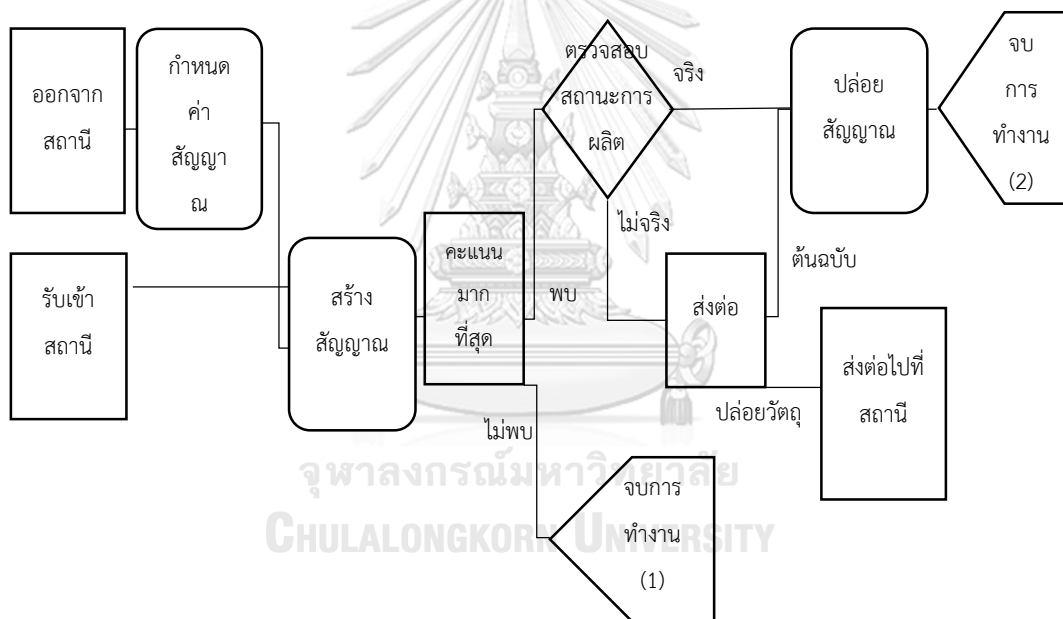 ออกจาก
สถานี
กำหนด
ค่า
สัญญา
ณ
ตรวจสอบ
สถานะการ
ผลิต
จริง
ปล่อย
สัญญาณ
จบ
การ
ทำงาน
(2)
ไม่จริง
ต้นฉบับ
รับเข้า
สถานี
สร้าง
สัญญาณ
คะแนน
มาก
ที่สุด
พบ
ส่งต่อ
ส่งต่อไปที่
สถานี
ปล่อยวัตถุ
ไม่พบ
จบการ
ทำงาน
(1)
จุฬาลงกรณ์มหาวิทยาลัย
CHULALONGKORN UNIVERSITY